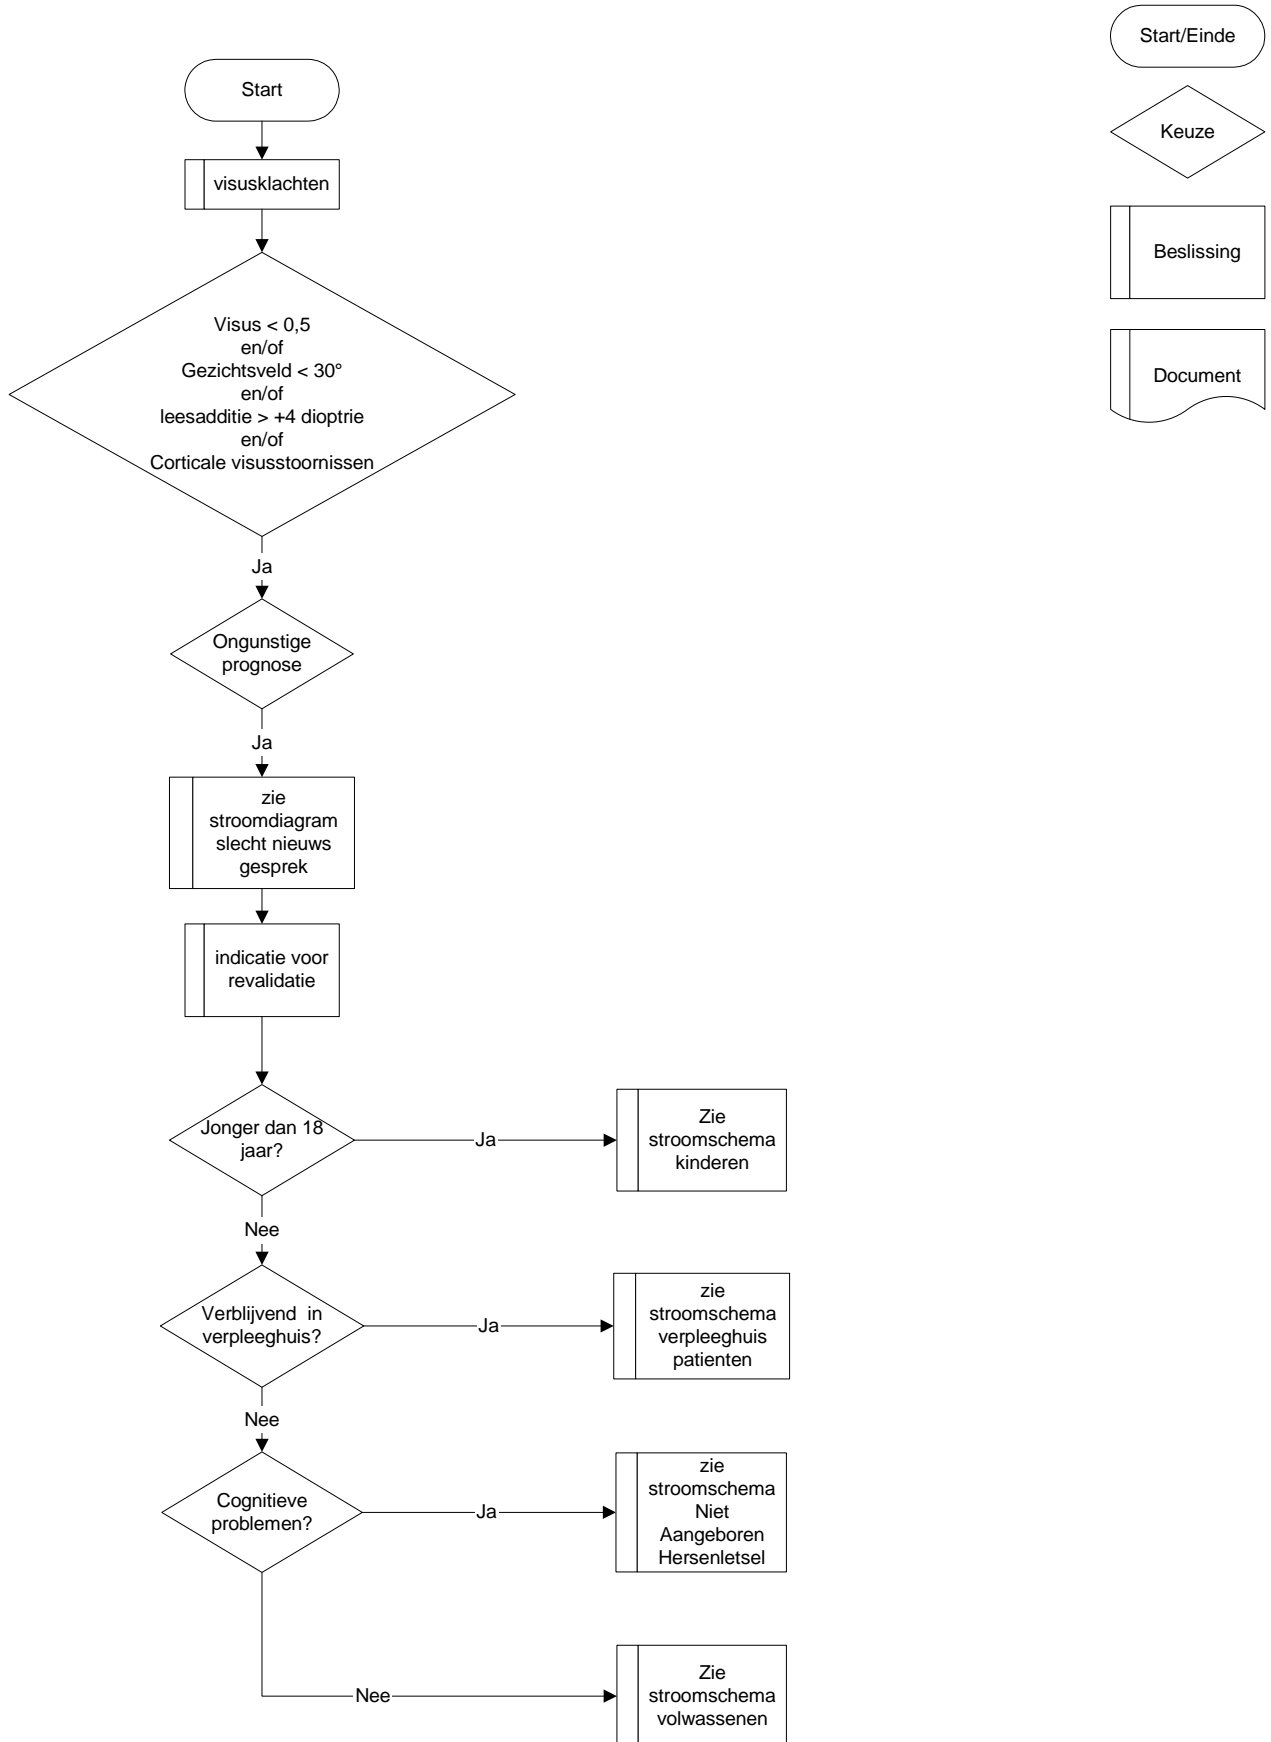 Start
visusklachten
Visus < 0,5
en/of
Gezichtsveld < 30°
en/of
leesadditie > +4 dioptrie
en/of
Corticale visusstoornissen
Ja
Ongunstige
prognose
Ja
zie
stroomdiagram
slecht nieuws
gesprek
indicatie voor
revalidatie
Jonger dan 18
jaar?
Ja
Zie
stroomschema
kinderen
Nee
Verblijvend in
verpleeghuis?
Ja
zie
stroomschema
verpleeghuis
patienten
Nee
Cognitieve
problemen?
Ja
zie
stroomschema
Niet
Aangeboren
Hersenletsel
Nee
Zie
stroomschema
volwassenen
Start/Einde
Keuze
Beslissing
Document